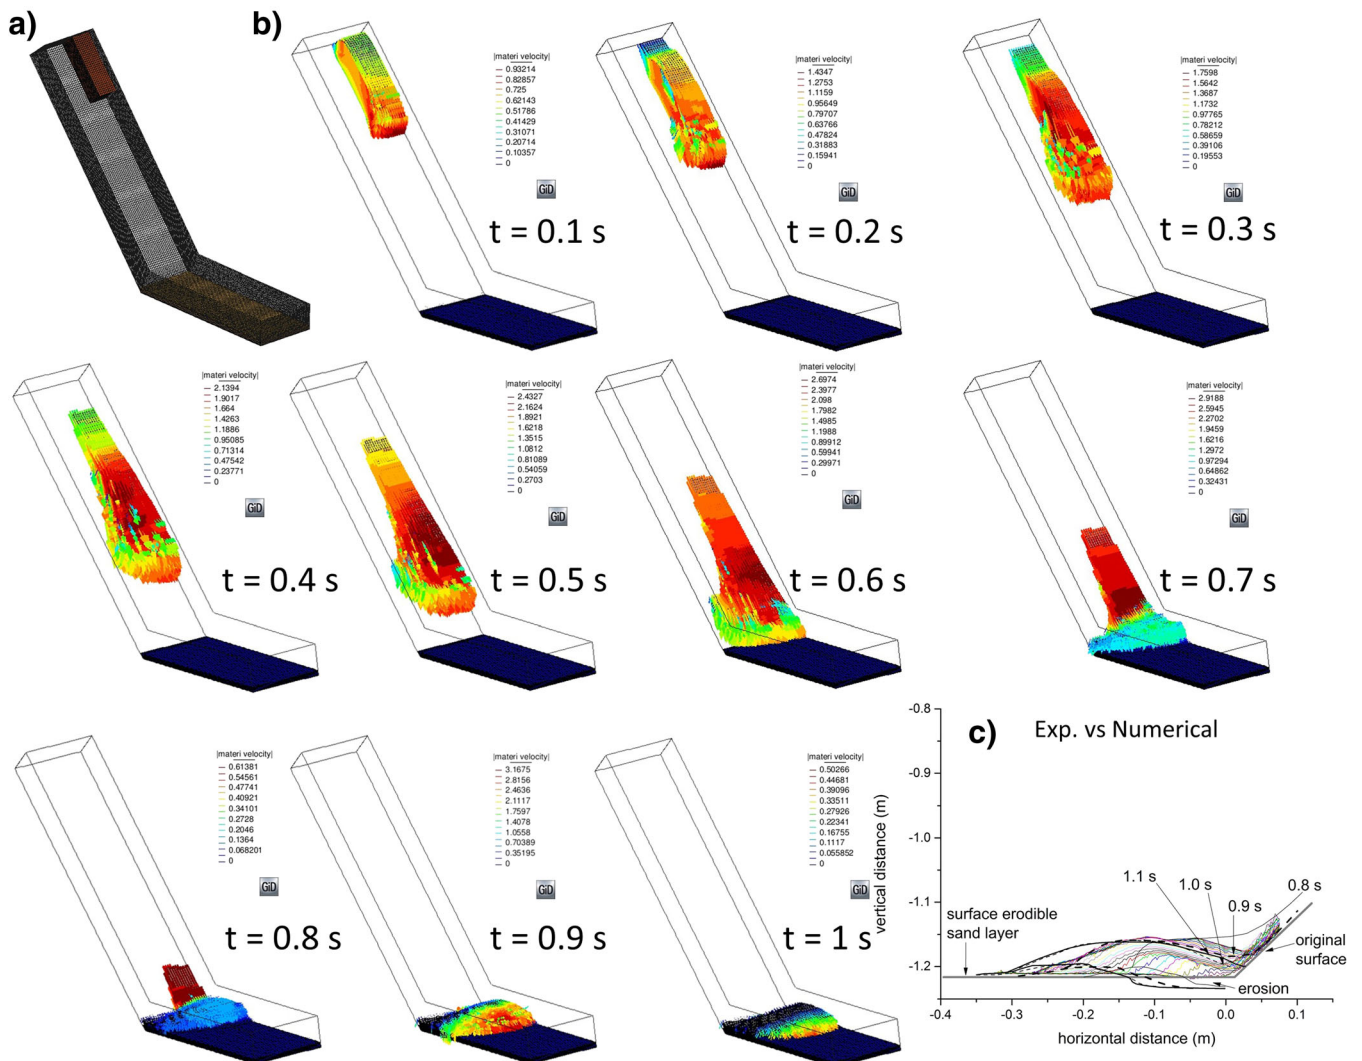 a)
b)
|materi velocity|
0.93214
0.82857
0.725
0.62143
0.51786
0.41429
0.31071
0.20714
0.10357
0
GiD
t = 0.1 s
|materi velocity|
1.4347
1.2753
1.1159
0.95649
0.79707
0.63766
0.47824
0.31883
0.15941
0
GiD
t = 0.2 s
|materi velocity|
1.7598
1.5642
1.3687
1.1732
0.97765
0.78212
0.58659
0.39106
0.19553
0
GiD
t = 0.3 s
|materi velocity|
2.1394
1.9017
1.664
1.4263
1.1886
0.95085
0.71314
0.47542
0.23771
0
GiD
t = 0.4 s
|materi velocity|
2.4327
2.1624
1.8921
1.6218
1.3515
1.0812
0.81089
0.54059
0.2703
0
GiD
t = 0.5 s
|materi velocity|
2.6974
2.3977
2.098
1.7982
1.4985
1.1988
0.89912
0.59941
0.29971
0
GiD
t = 0.6 s
|materi velocity|
2.9188
2.5945
2.2702
1.9459
1.6216
1.2972
0.97294
0.64862
0.32431
0
GiD
t = 0.7 s
|materi velocity|
0.61381
0.54561
0.47741
0.40921
0.34101
0.2728
0.2046
0.1364
0.068201
0
GiD
t = 0.8 s
|materi velocity|
3.1675
2.8156
2.4636
2.1117
1.7597
1.4078
1.0558
0.70389
0.35195
0
GiD
t = 0.9 s
|materi velocity|
0.50266
0.44681
0.39096
0.33511
0.27926
0.22341
0.16755
0.1117
0.055852
0
GiD
t = 1 s
c)
Exp. vs Numerical
vertical distance (m)
-0.8
-0.9
-1.0
-1.1
-1.2
1.1 s
1.0 s
0.9 s
0.8 s
surface erodible
sand layer
original
surface
erosion
-0.4 -0.3 -0.2 -0.1 0.0 0.1
horizontal distance (m)